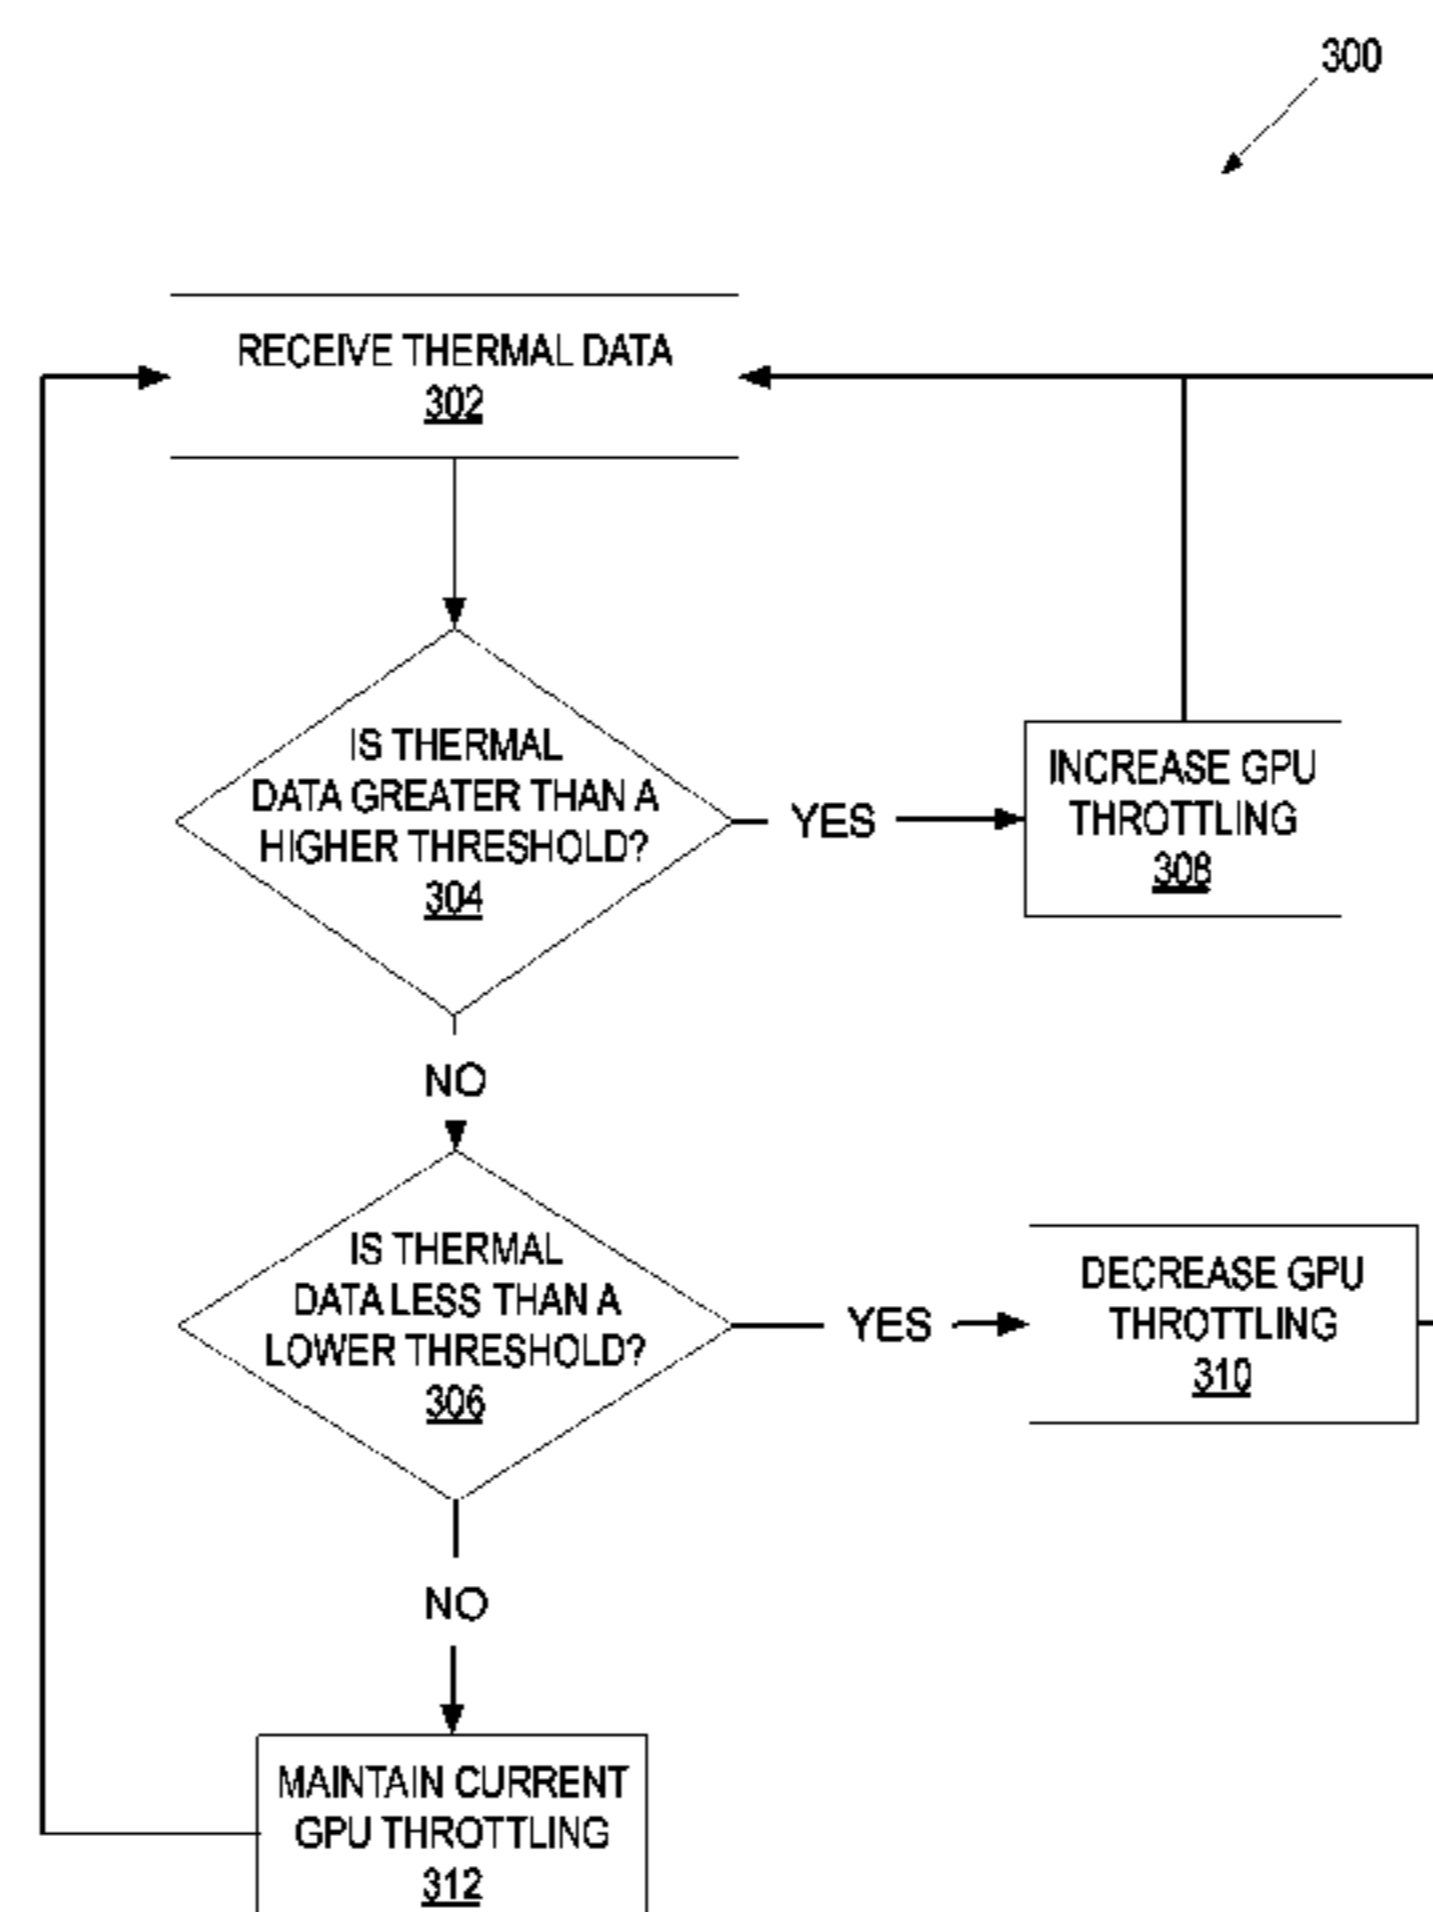 300
RECEIVE THERMAL DATA
302
IS THERMAL
DATA GREATER THAN A
HIGHER THRESHOLD?
304
YES
INCREASE GPU
THROTTLING
308
NO
IS THERMAL
DATA LESS THAN A
LOWER THRESHOLD?
306
YES
DECREASE GPU
THROTTLING
310
NO
MAINTAIN CURRENT
GPU THROTTLING
312